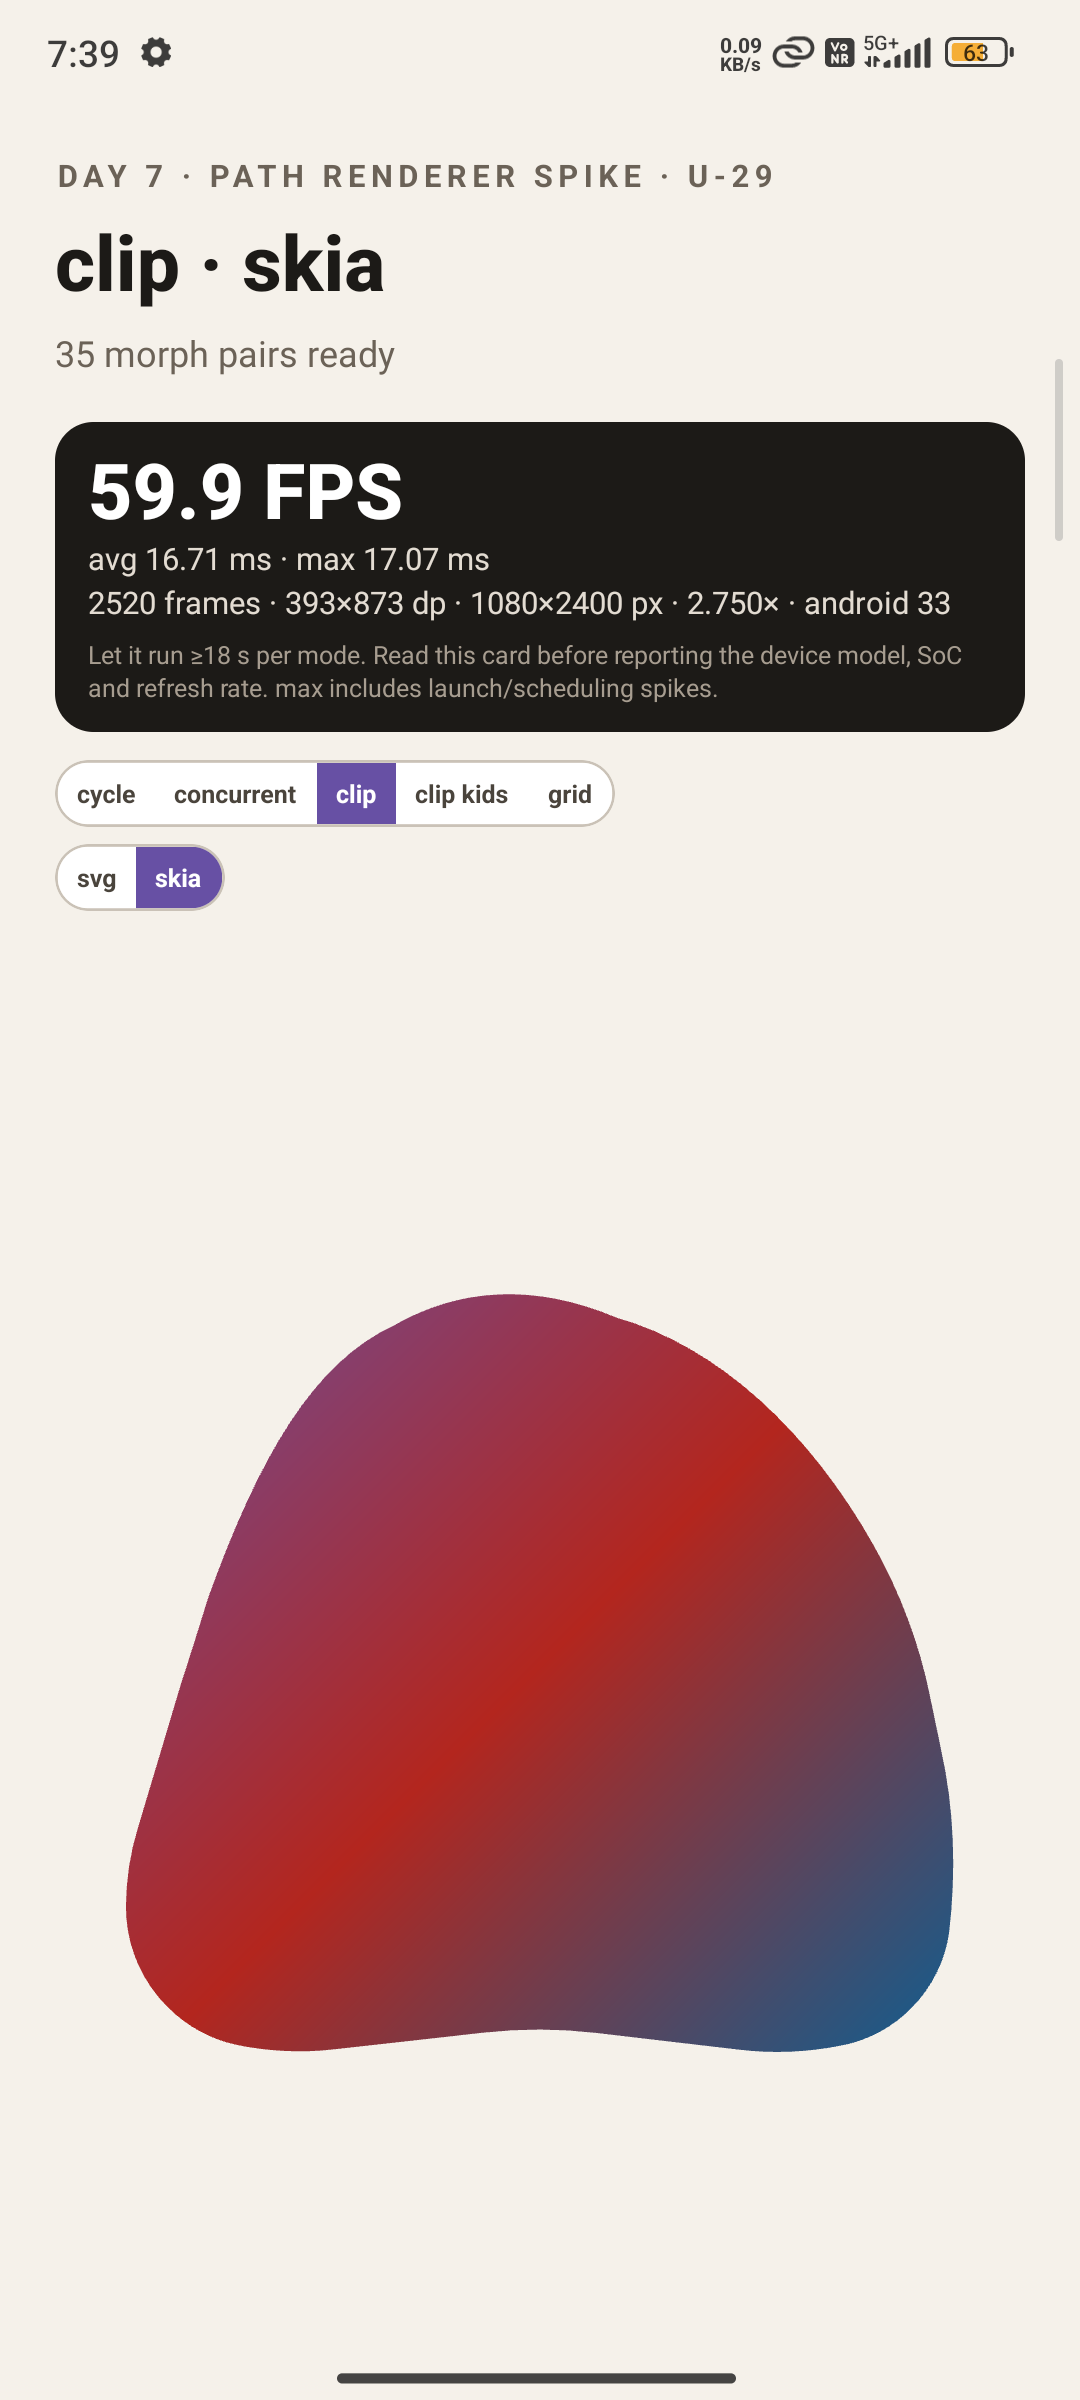 7:39
0.09
KB/s
Vo
NR
5G+
63
DAY 7 · PATH RENDERER SPIKE · U-29
clip · skia
35 morph pairs ready
59.9 FPS
avg 16.71 ms · max 17.07 ms
2520 frames · 393×873 dp · 1080×2400 px · 2.750× · android 33
Let it run ≥18 s per mode. Read this card before reporting the device model, SoC
and refresh rate. max includes launch/scheduling spikes.
cycle concurrent clip clip kids grid
svg skia